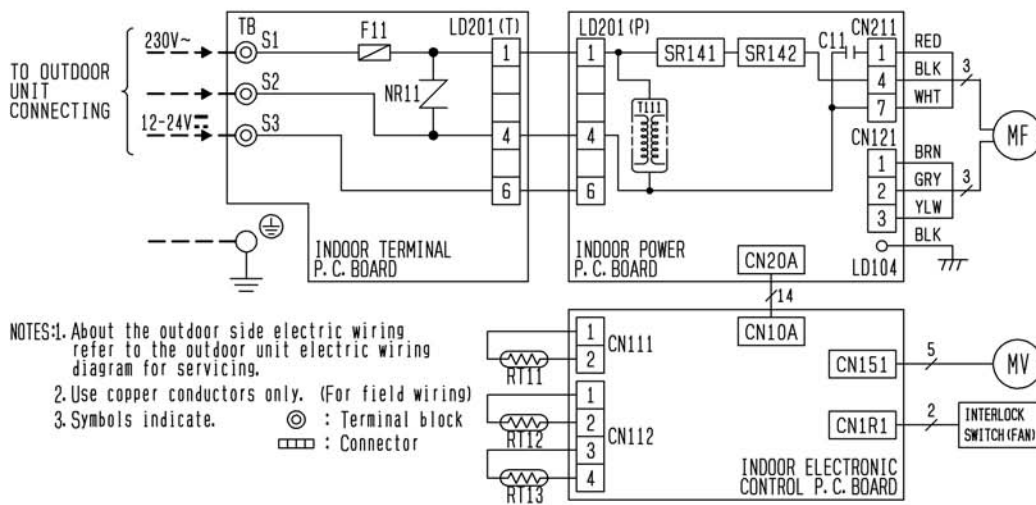 TO OUTDOOR
UNIT
CONNECTING
230V~
12-24V⎓
TB
S1
S2
S3
F11
NR11
LD201(T)
1
4
6
INDOOR TERMINAL
P.C.BOARD
LD201(P)
1
4
6
SR141
SR142
C11
T111
CN211
1
4
7
RED
BLK
WHT
3
MF
CN121
1
2
3
BRN
GRY
YLW
3
BLK
LD104
INDOOR POWER
P.C.BOARD
CN20A
14
CN10A
CN111
1
2
RT11
CN112
1
2
3
4
RT12
RT13
CN151
5
MV
CN1R1
2
INTERLOCK
SWITCH(FAN)
INDOOR ELECTRONIC
CONTROL P.C.BOARD
NOTES:1. About the outdoor side electric wiring
refer to the outdoor unit electric wiring
diagram for servicing.
2. Use copper conductors only. (For field wiring)
3. Symbols indicate. ◎ : Terminal block
: Connector